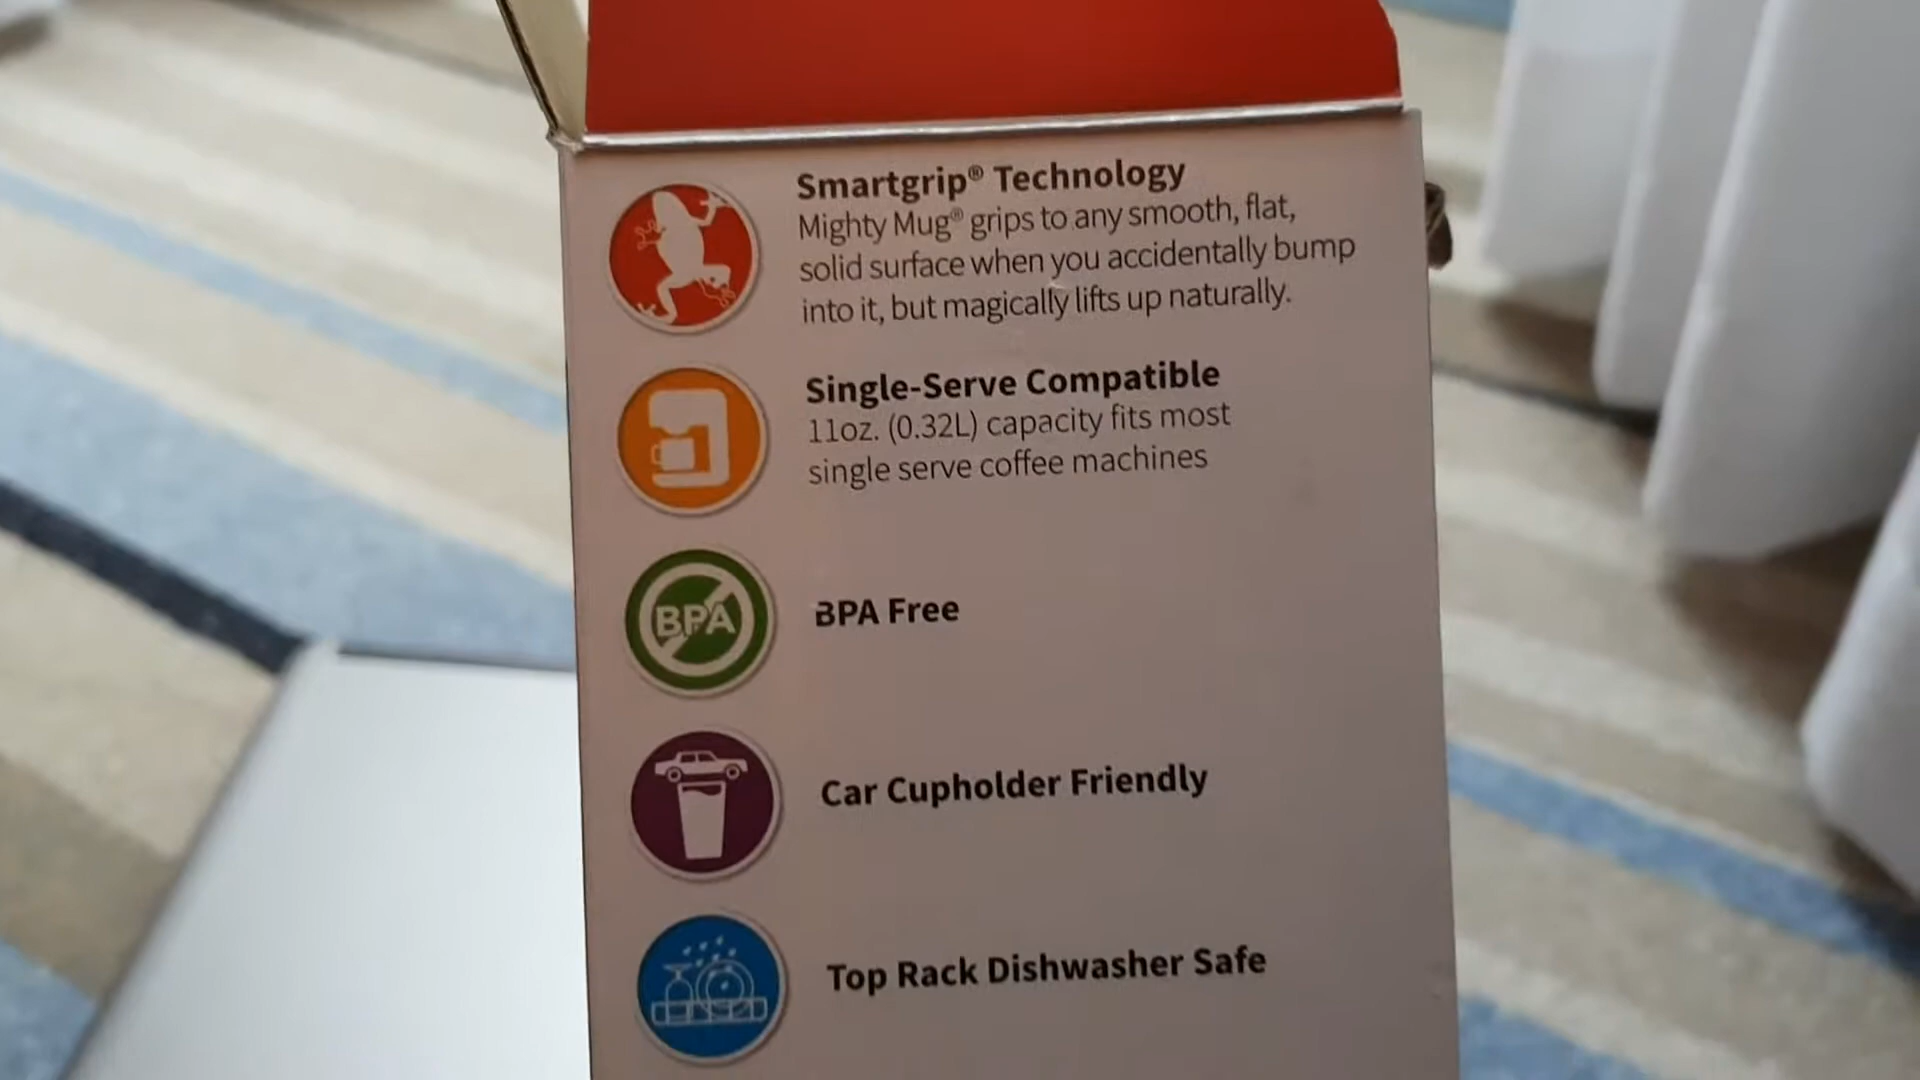 Smartgrip® Technology
Mighty Mug® grips to any smooth, flat,
solid surface when you accidentally bump
into it, but magically lifts up naturally.
Single-Serve Compatible
11oz. (0.32L) capacity fits most
single serve coffee machines
BPA
BPA Free
Car Cupholder Friendly
Top Rack Dishwasher Safe